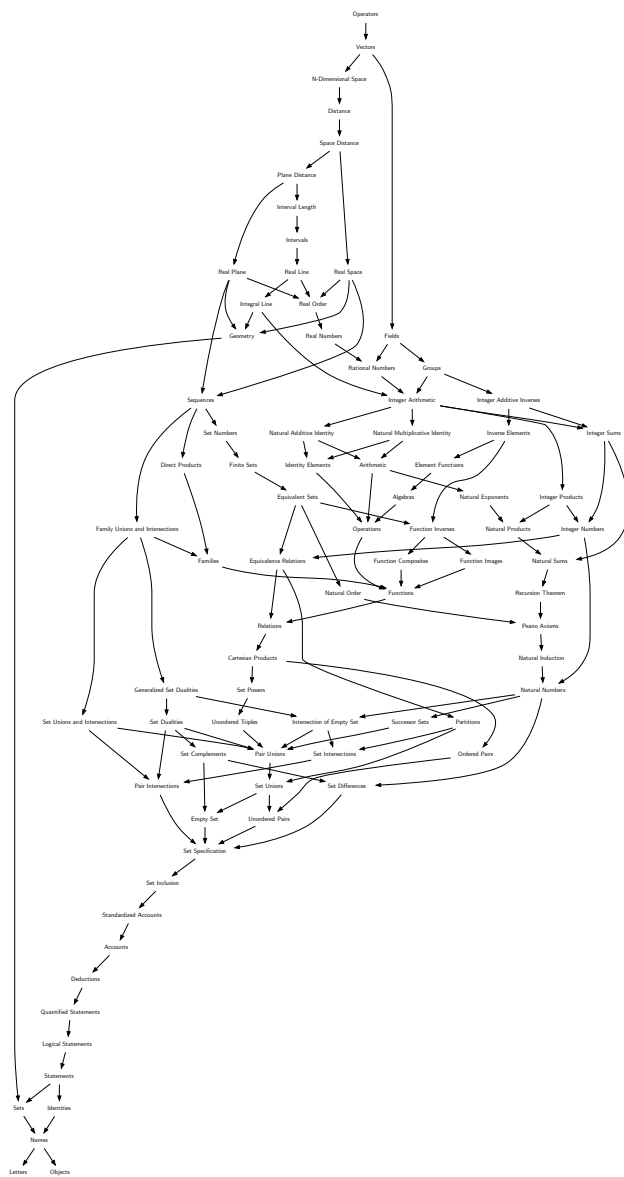 Operators
Vectors
N-Dimensional Space
Distance
Space Distance
Plane Distance
Interval Length
Intervals
Real Plane Real Line Real Space
Integral Line Real Order
Geometry Real Numbers Fields
Rational Numbers Groups
Sequences Integer Arithmetic Integer Additive Inverses
Set Numbers Natural Additive Identity Natural Multiplicative Identity Inverse Elements Integer Sums
Direct Products Finite Sets Identity Elements Arithmetic Element Functions
Equivalent Sets Algebras Natural Exponents Integer Products
Family Unions and Intersections Operations Function Inverses Natural Products Integer Numbers
Families Equivalence Relations Function Composites Function Images Natural Sums
Natural Order Functions Recursion Theorem
Relations Peano Axioms
Cartesian Products Natural Induction
Generalized Set Dualities Set Powers Natural Numbers
Set Unions and Intersections Set Dualities Unordered Triples Intersection of Empty Set Successor Sets Partitions
Set Complements Pair Unions Set Intersections Ordered Pairs
Pair Intersections Set Unions Set Differences
Empty Set Unordered Pairs
Set Specification
Set Inclusion
Standardized Accounts
Accounts
Deductions
Quantified Statements
Logical Statements
Statements
Sets Identities
Names
Letters Objects